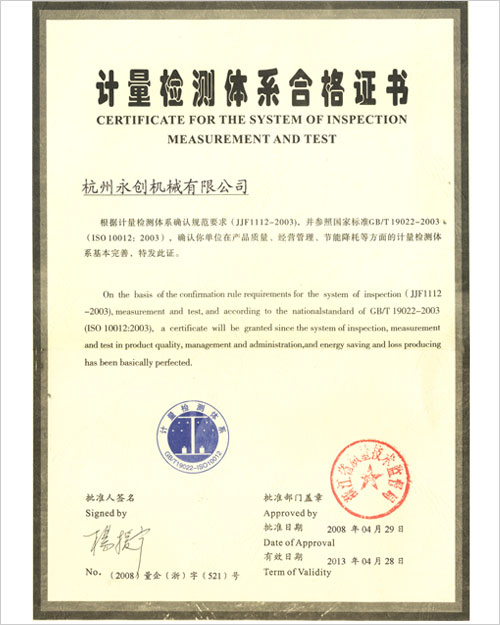 计量检测体系合格证书
CERTIFICATE FOR THE SYSTEM OF INSPECTION
MEASUREMENT AND TEST
杭州永创机械有限公司
根据计量检测体系确认规范要求（JJF1112-2003)，并参照国家标准GB/T 19022-2003
（ISO 10012：2003），确认你单位在产品质量、经营管理、节能降耗等方面的计量检测体
系基本完善，特发此证。
On the basis of the confirmation rule requirements for the system of inspection ( JJF1112
-2003), measurement and test, and according to the nationalstandard of GB/T 19022-2003
(ISO 10012:2003), a certificate will be granted since the system of inspection, measurement
and test in product quality, management and administration,and energy saving and loss producing
has been basically perfected.
计量检测体系
GB/T19022-ISO10012
浙江省质量技术监督局
批准人签名
Signed by
批准部门盖章
Approved by
批准日期 2008 年 04 月 29 日
Date of Approval
有效日期 2013 年 04 月 28 日
Term of Validity
No. （2008）量企（浙）字（521）号